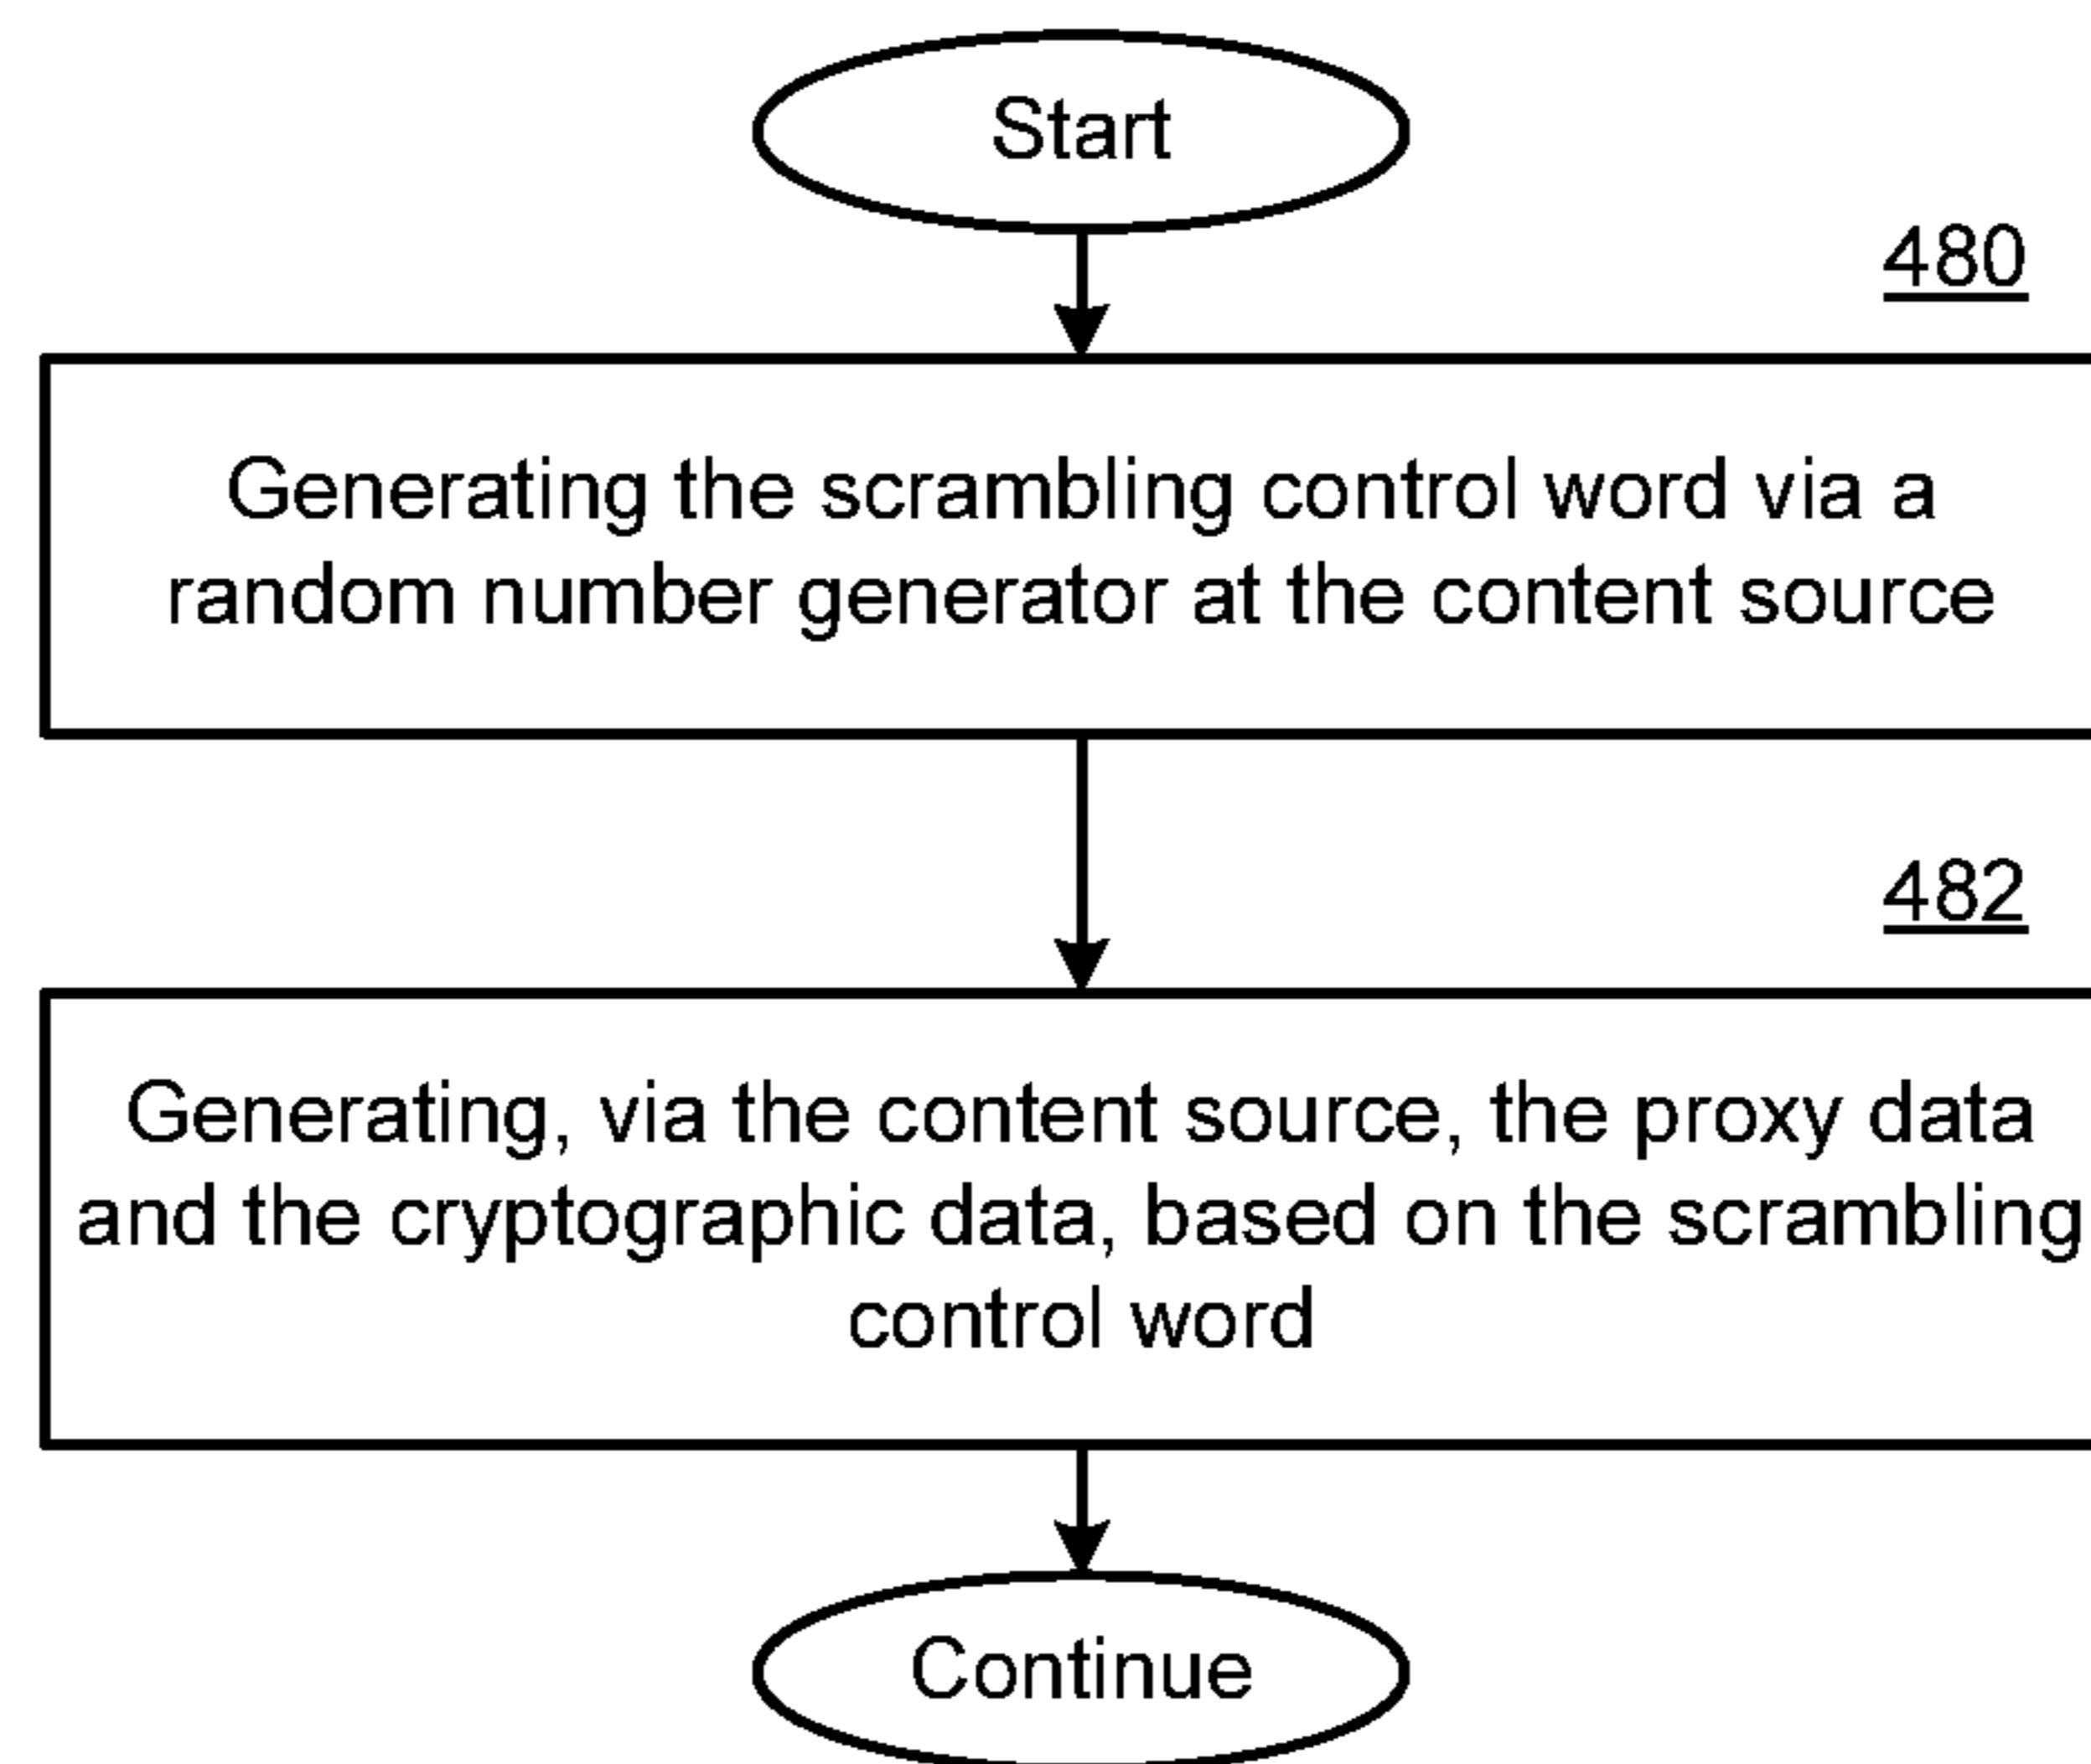 Start
480
Generating the scrambling control word via a
random number generator at the content source
482
Generating, via the content source, the proxy data
and the cryptographic data, based on the scrambling
control word
Continue